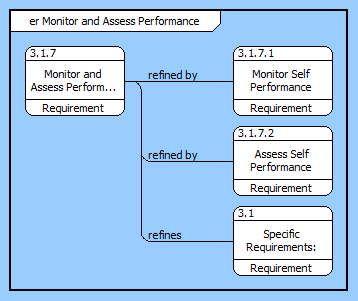 er Monitor and Assess Performance
3.1.7
Monitor and
Assess Perform...
Requirement
refined by
3.1.7.1
Monitor Self
Performance
Requirement
refined by
3.1.7.2
Assess Self
Performance
Requirement
refines
3.1
Specific
Requirements:
Requirement